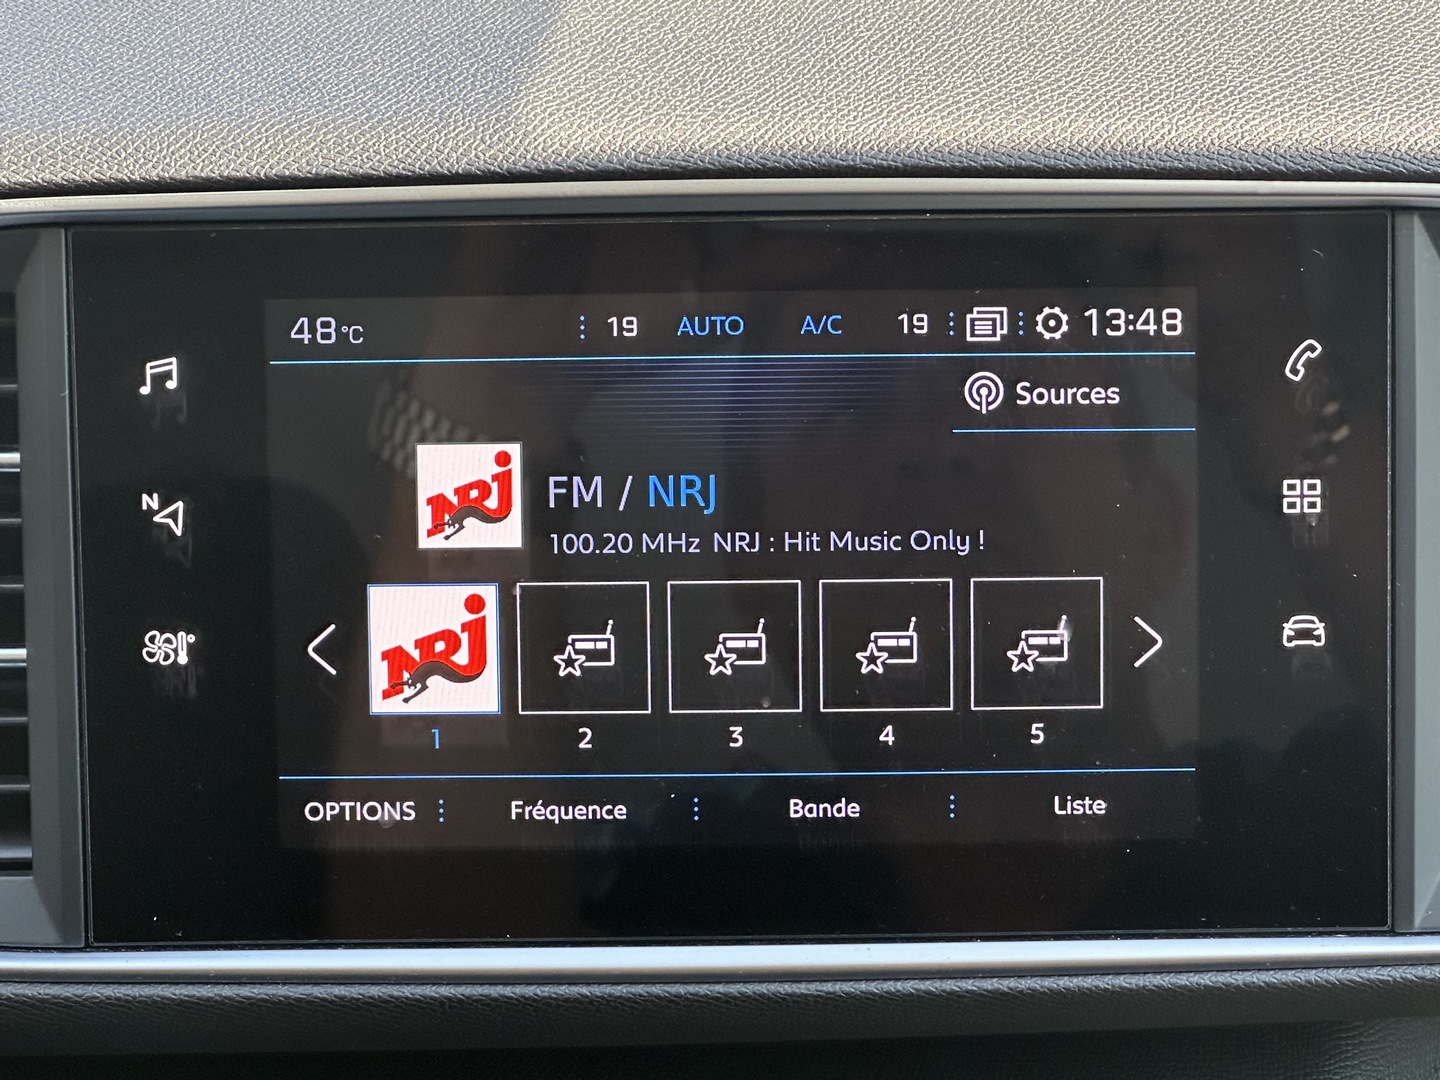 48°C 19 AUTO A/C 19 13:48
Sources
N
NRJ
FM / NRJ
100.20 MHz NRJ : Hit Music Only !
NRJ
1 2 3 4 5
OPTIONS Fréquence Bande Liste